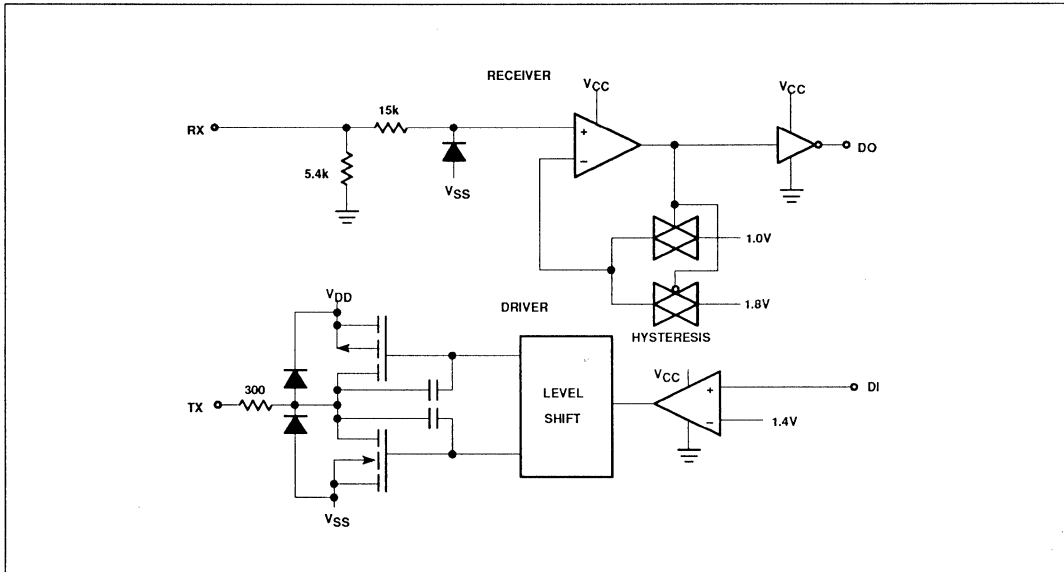 RECEIVER
VCC
VCC
15k
RX
+
−
DO
5.4k
VSS
1.0V
1.8V
HYSTERESIS
VDD
DRIVER
300
TX
LEVEL
SHIFT
VCC
+
−
DI
1.4V
VSS